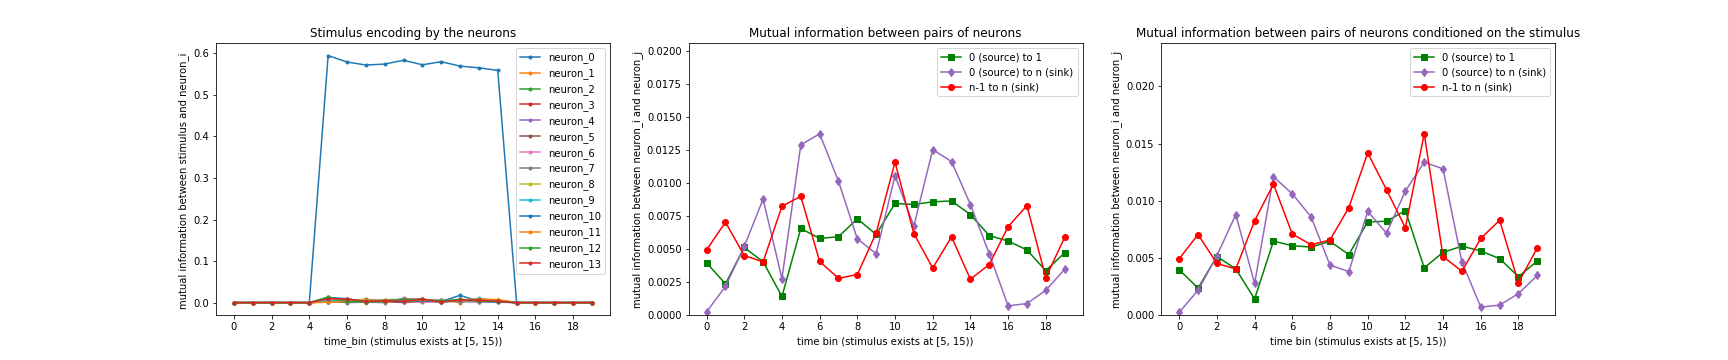 Stimulus encoding by the neurons
mutual information between stimulus and neuron_i
0.6
0.5
0.4
0.3
0.2
0.1
0.0
0 2 4 6 8 10 12 14 16 18
time_bin (stimulus exists at [5, 15))
neuron_0
neuron_1
neuron_2
neuron_3
neuron_4
neuron_5
neuron_6
neuron_7
neuron_8
neuron_9
neuron_10
neuron_11
neuron_12
neuron_13
Mutual information between pairs of neurons
mutual information between neuron_i and neuron_j
0.0200
0.0175
0.0150
0.0125
0.0100
0.0075
0.0050
0.0025
0.0000
0 2 4 6 8 10 12 14 16 18
time bin (stimulus exists at [5, 15))
0 (source) to 1
0 (source) to n (sink)
n-1 to n (sink)
Mutual information between pairs of neurons conditioned on the stimulus
mutual information between neuron_i and neuron_j
0.020
0.015
0.010
0.005
0.000
0 2 4 6 8 10 12 14 16 18
time bin (stimulus exists at [5, 15))
0 (source) to 1
0 (source) to n (sink)
n-1 to n (sink)